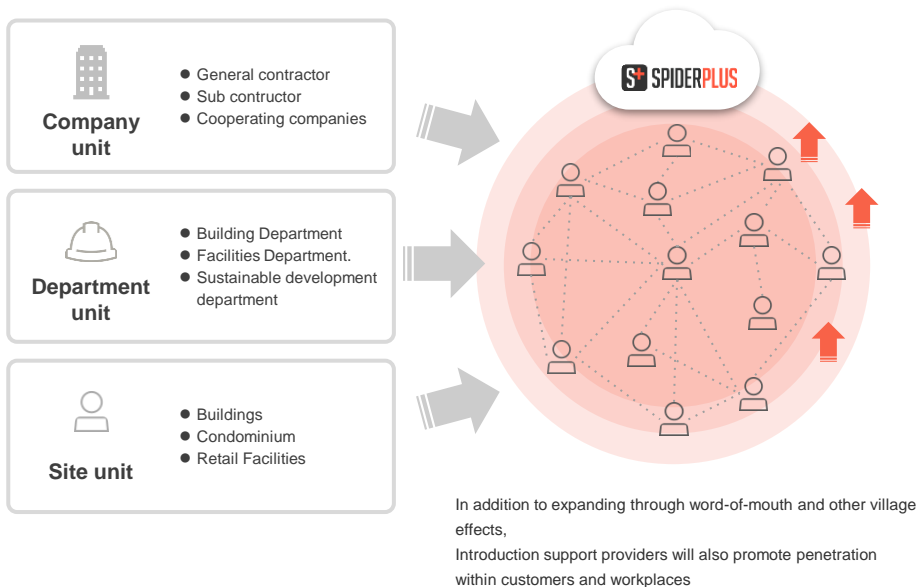 Company
unit
● General contractor
● Sub contructor
● Cooperating companies
Department
unit
● Building Department
● Facilities Department.
● Sustainable development
department
Site unit
● Buildings
● Condominium
● Retail Facilities
S+ SPIDERPLUS
In addition to expanding through word-of-mouth and other village
effects,
Introduction support providers will also promote penetration
within customers and workplaces